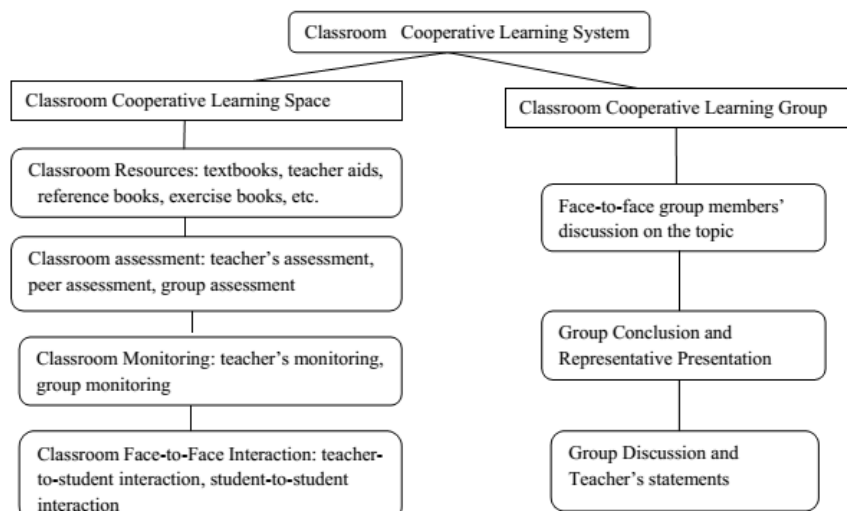 Classroom Cooperative Learning System
Classroom Cooperative Learning Space
Classroom Resources: textbooks, teacher aids,
reference books, exercise books, etc.
Classroom assessment: teacher's assessment,
peer assessment, group assessment
Classroom Monitoring: teacher's monitoring,
group monitoring
Classroom Face-to-Face Interaction: teacher-
to-student interaction, student-to-student
interaction
Classroom Cooperative Learning Group
Face-to-face group members'
discussion on the topic
Group Conclusion and
Representative Presentation
Group Discussion and
Teacher's statements